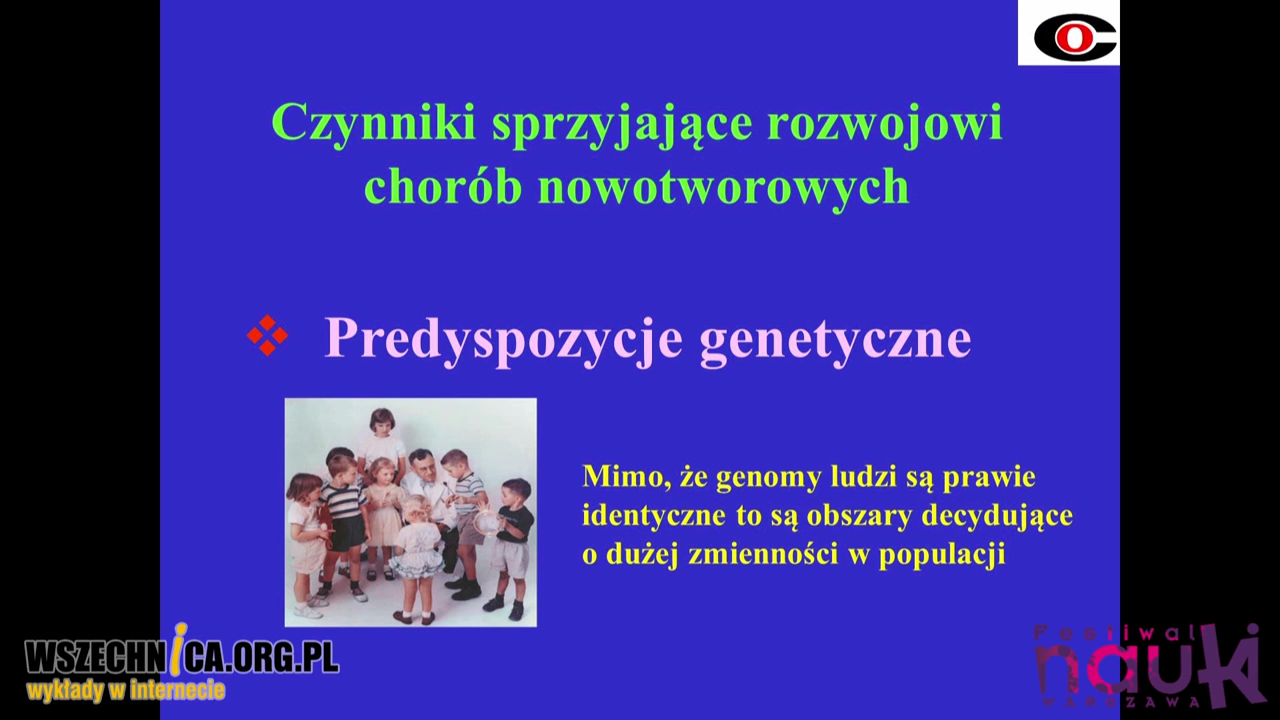 Czynniki sprzyjające rozwojowi
chorób nowotworowych
Predyspozycje genetyczne
Mimo, że genomy ludzi są prawie
identyczne to są obszary decydujące
o dużej zmienności w populacji
WSZECHNiCA.ORG.PL
wykłady w internecie
Festiwal
nauki
WARSZAWA